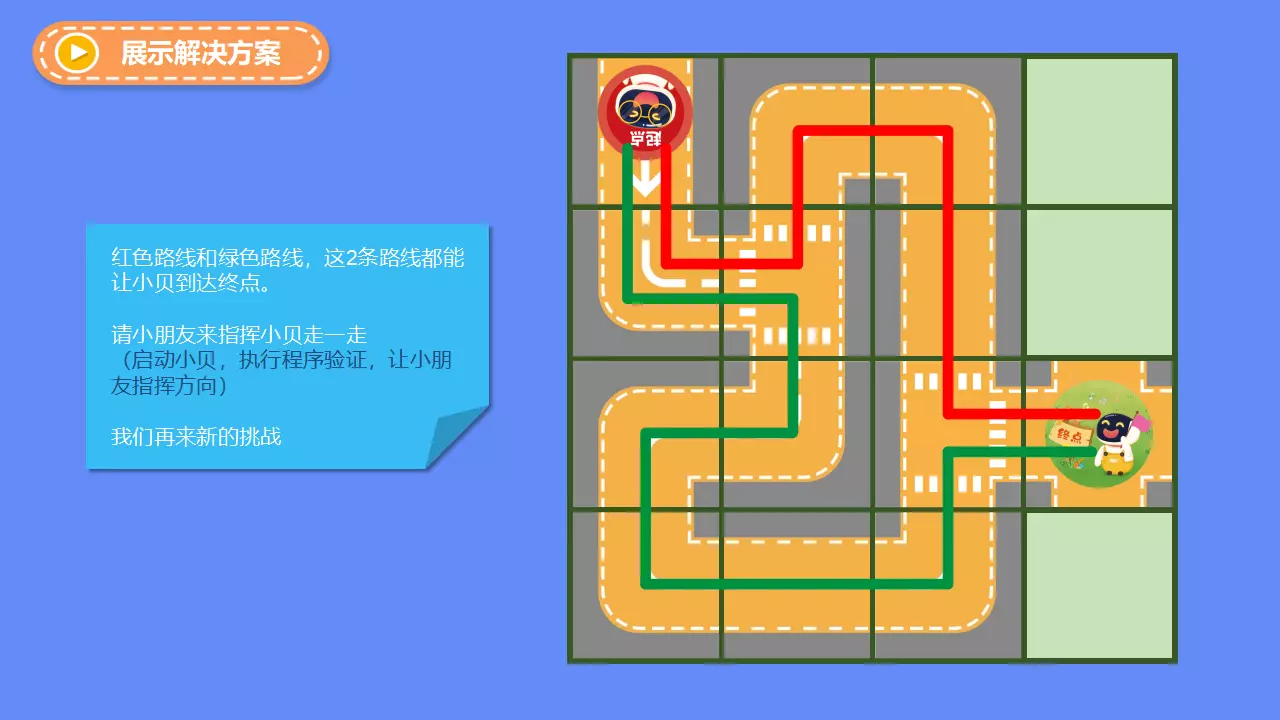 展示解决方案
起点
红色路线和绿色路线，这2条路线都能
让小贝到达终点。
请小朋友来指挥小贝走一走
（启动小贝，执行程序验证，让小朋
友指挥方向）
我们再来新的挑战
终点